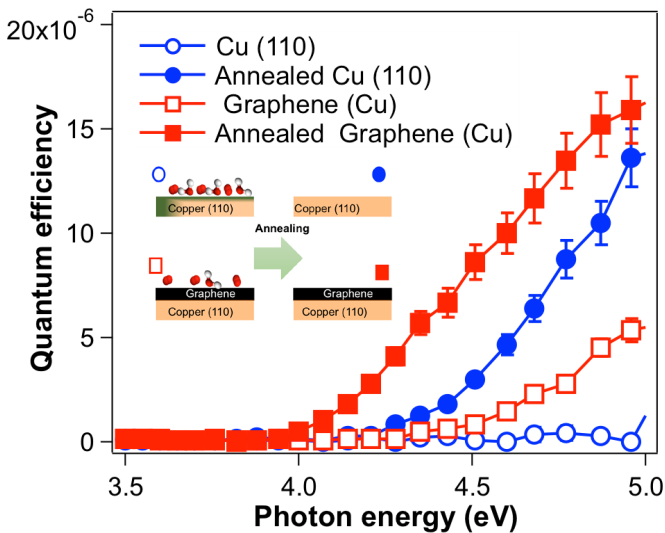 20x10-6
15
10
5
0
Quantum efficiency
Cu (110)
Annealed Cu (110)
Graphene (Cu)
Annealed Graphene (Cu)
Copper (110)
Copper (110)
Annealing
Graphene
Graphene
Copper (110)
Copper (110)
3.5
4.0
4.5
5.0
Photon energy (eV)